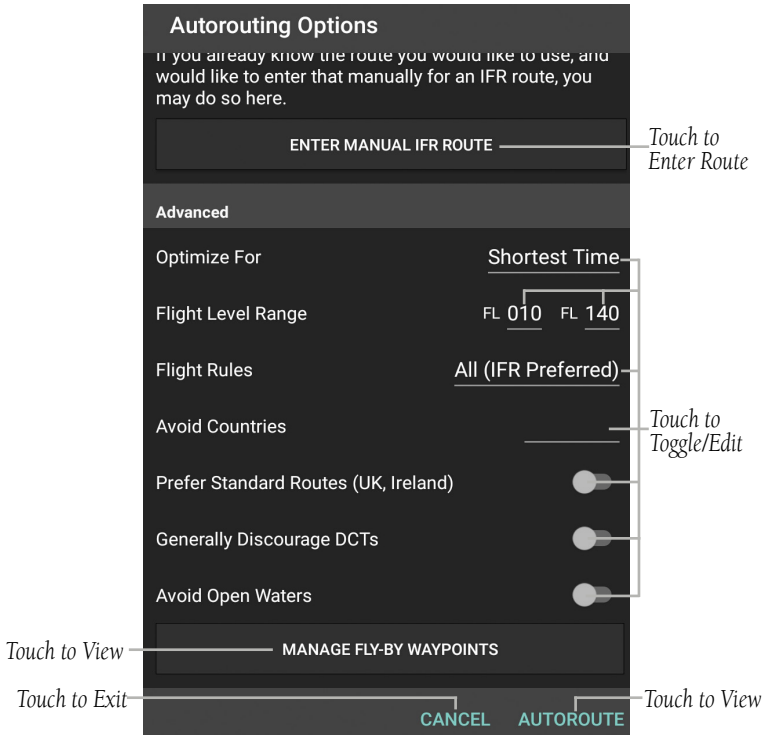 Autorouting Options
If you already know the route you would like to use, and
would like to enter that manually for an IFR route, you
may do so here.
ENTER MANUAL IFR ROUTE
Touch to
Enter Route
Advanced
Optimize For Shortest Time
Flight Level Range FL 010 FL 140
Flight Rules All (IFR Preferred)
Avoid Countries
Touch to
Toggle/Edit
Prefer Standard Routes (UK, Ireland)
Generally Discourage DCTs
Avoid Open Waters
Touch to View
MANAGE FLY-BY WAYPOINTS
Touch to Exit
Touch to View
CANCEL AUTOROUTE